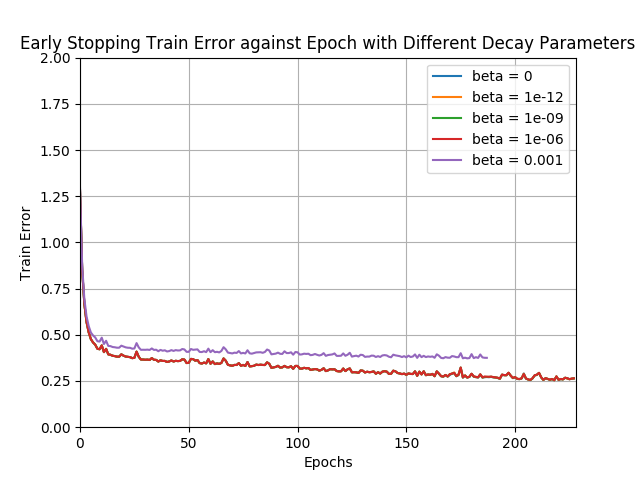 Early Stopping Train Error against Epoch with Different Decay Parameters
2.00
1.75
1.50
1.25
1.00
0.75
0.50
0.25
0.00
Train Error
beta = 0
beta = 1e-12
beta = 1e-09
beta = 1e-06
beta = 0.001
0
50
100
150
200
Epochs